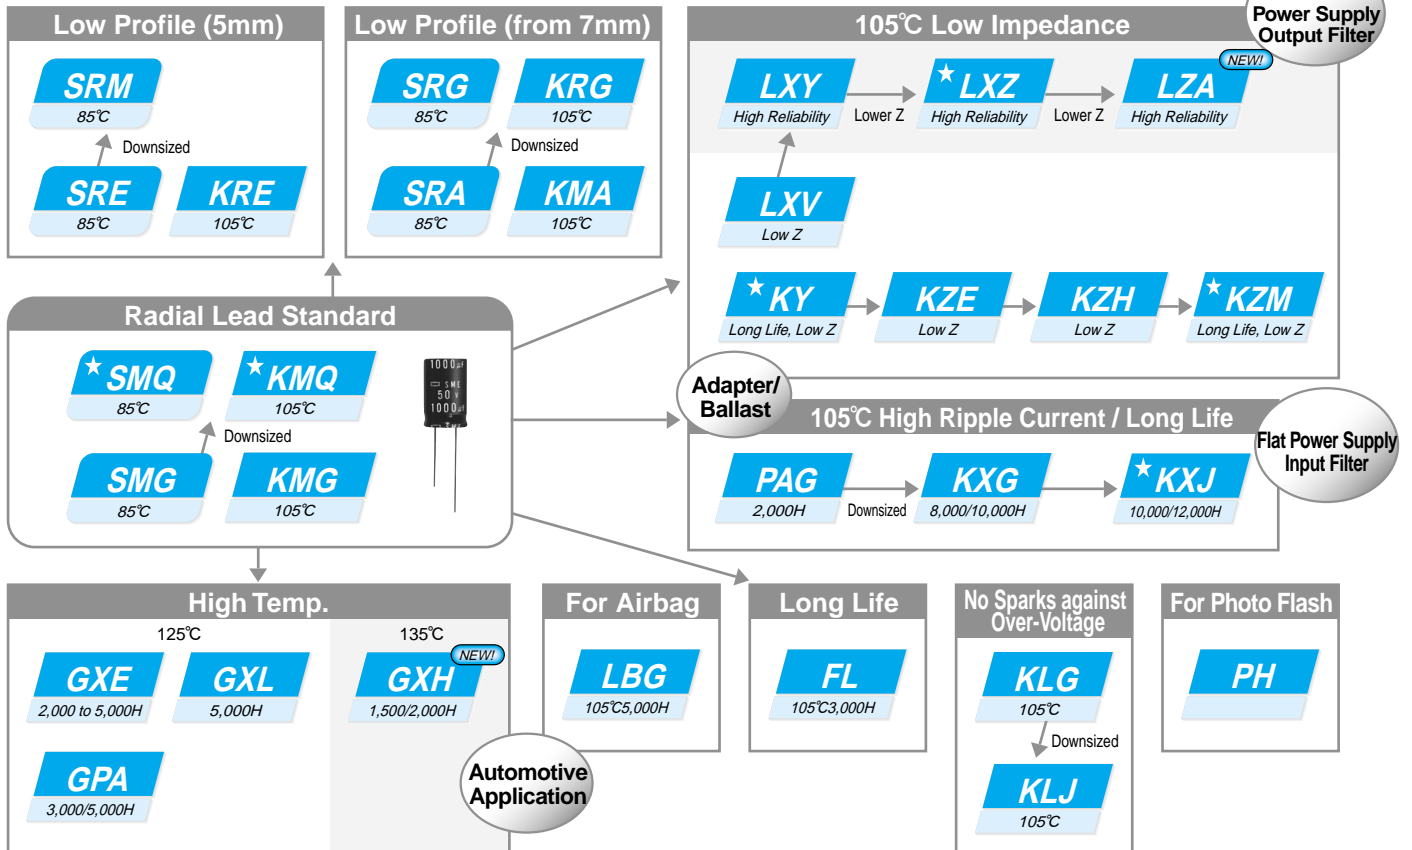 Low Profile (5mm)
SRM
85℃
Downsized
SRE
85℃
KRE
105℃
Low Profile (from 7mm)
SRG
85℃
KRG
105℃
Downsized
SRA
85℃
KMA
105℃
105℃ Low Impedance
Power Supply
Output Filter
LXY
High Reliability
Lower Z
LXZ
High Reliability
Lower Z
NEW!
LZA
High Reliability
LXV
Low Z
KY
Long Life, Low Z
KZE
Low Z
KZH
Low Z
KZM
Long Life, Low Z
Radial Lead Standard
SMQ
85℃
KMQ
105℃
Downsized
SMG
85℃
KMG
105℃
1000µF
SME
50 V
1000µF
Adapter/
Ballast
105℃ High Ripple Current / Long Life
Flat Power Supply
Input Filter
PAG
2,000H
Downsized
KXG
8,000/10,000H
KXJ
10,000/12,000H
High Temp.
125℃
135℃
GXE
2,000 to 5,000H
GXL
5,000H
NEW!
GXH
1,500/2,000H
GPA
3,000/5,000H
Automotive
Application
For Airbag
LBG
105℃5,000H
Long Life
FL
105℃3,000H
No Sparks against
Over-Voltage
KLG
105℃
Downsized
KLJ
105℃
For Photo Flash
PH